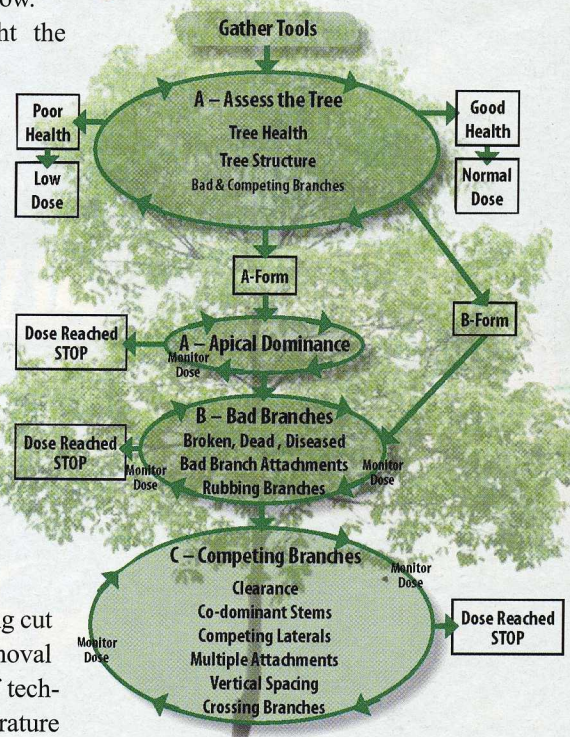 ow.
ht the
Gather Tools
A – Assess the Tree
Tree Health
Tree Structure
Bad & Competing Branches
Poor
Health
Low
Dose
Good
Health
Normal
Dose
A-Form
B-Form
A – Apical Dominance
Monitor
Dose
Dose Reached
STOP
B – Bad Branches
Broken, Dead , Diseased
Bad Branch Attachments
Rubbing Branches
Monitor
Dose
Monitor
Dose
Dose Reached
STOP
C – Competing Branches
Clearance
Co-dominant Stems
Competing Laterals
Multiple Attachments
Vertical Spacing
Crossing Branches
Monitor
Dose
Monitor
Dose
Dose Reached
STOP
g cut
noval
f tech-
rature